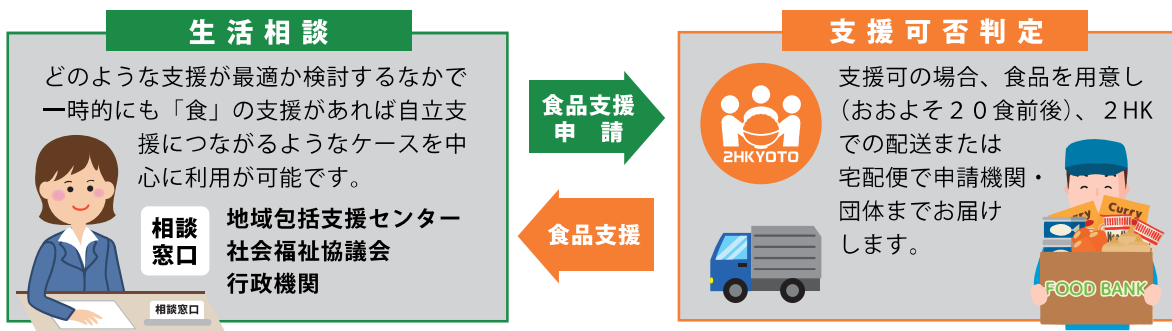 生活相談
どのような支援が最適か検討するなかで
一時的にも「食」の支援があれば自立支
援につながるようなケースを中
心に利用が可能です。
相談
窓口
地域包括支援センター
社会福祉協議会
行政機関
相談窓口
食品支援
申 請
食品支援
支援可否判定
2HKYOTO
支援可の場合、食品を用意し
（おおよそ２０食前後）、２HK
での配送または
宅配便で申請機関・
団体までお届け
します。
Curry
Curry
FOOD BANK